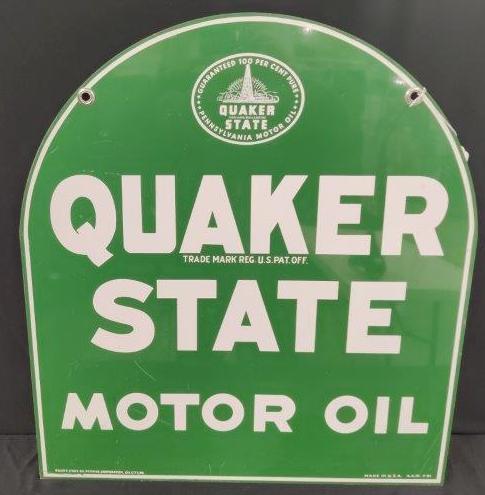 GUARANTEED 100 PER CENT PURE
QUAKER
STATE
PENNSYLVANIA MOTOR OIL
QUAKER
TRADE MARK REG. U.S. PAT. OFF.
STATE
MOTOR OIL
MADE IN U.S.A.